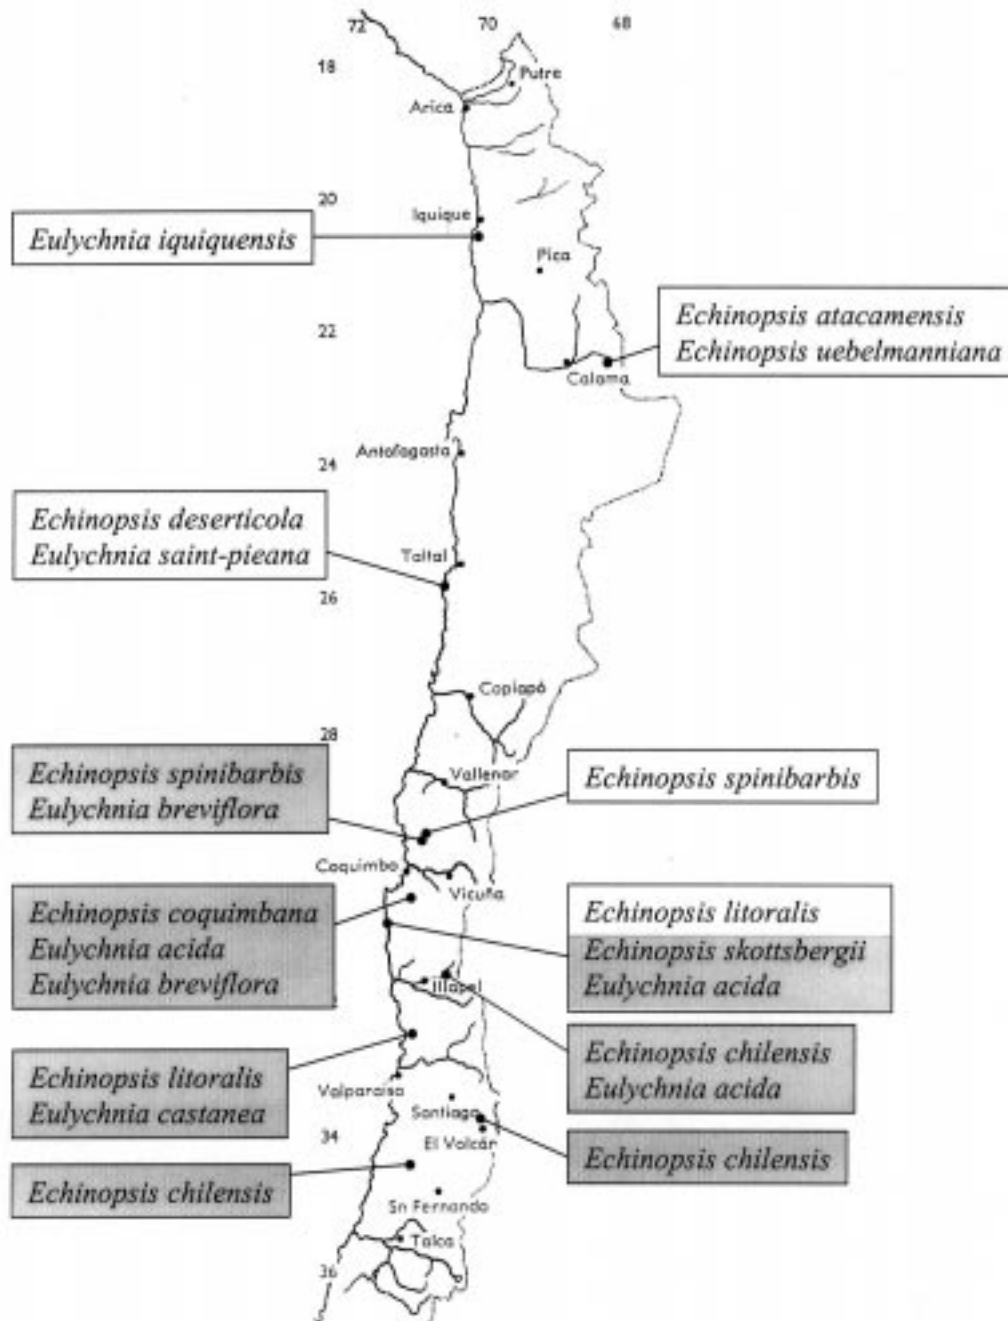 72
70
68
18
Putre
Arica
20
Iquique
Eulychnia iquiquensis
Pica
Echinopsis atacamensis
Echinopsis uebelmanniana
22
Calama
Antofagasta
24
Echinopsis deserticola
Eulychnia saint-pieana
Taltal
26
Copiapó
28
Echinopsis spinibarbis
Eulychnia breviflora
Vallenar
Echinopsis spinibarbis
Coquimbo
Vicuña
Echinopsis coquimbana
Eulychnia acida
Eulychnia breviflora
Echinopsis litoralis
Echinopsis skottsbergii
Eulychnia acida
Illapel
Echinopsis litoralis
Eulychnia castanea
Echinopsis chilensis
Eulychnia acida
Valparaiso
Santiago
34
El Volcán
Echinopsis chilensis
Echinopsis chilensis
Sn Fernando
Talca
36